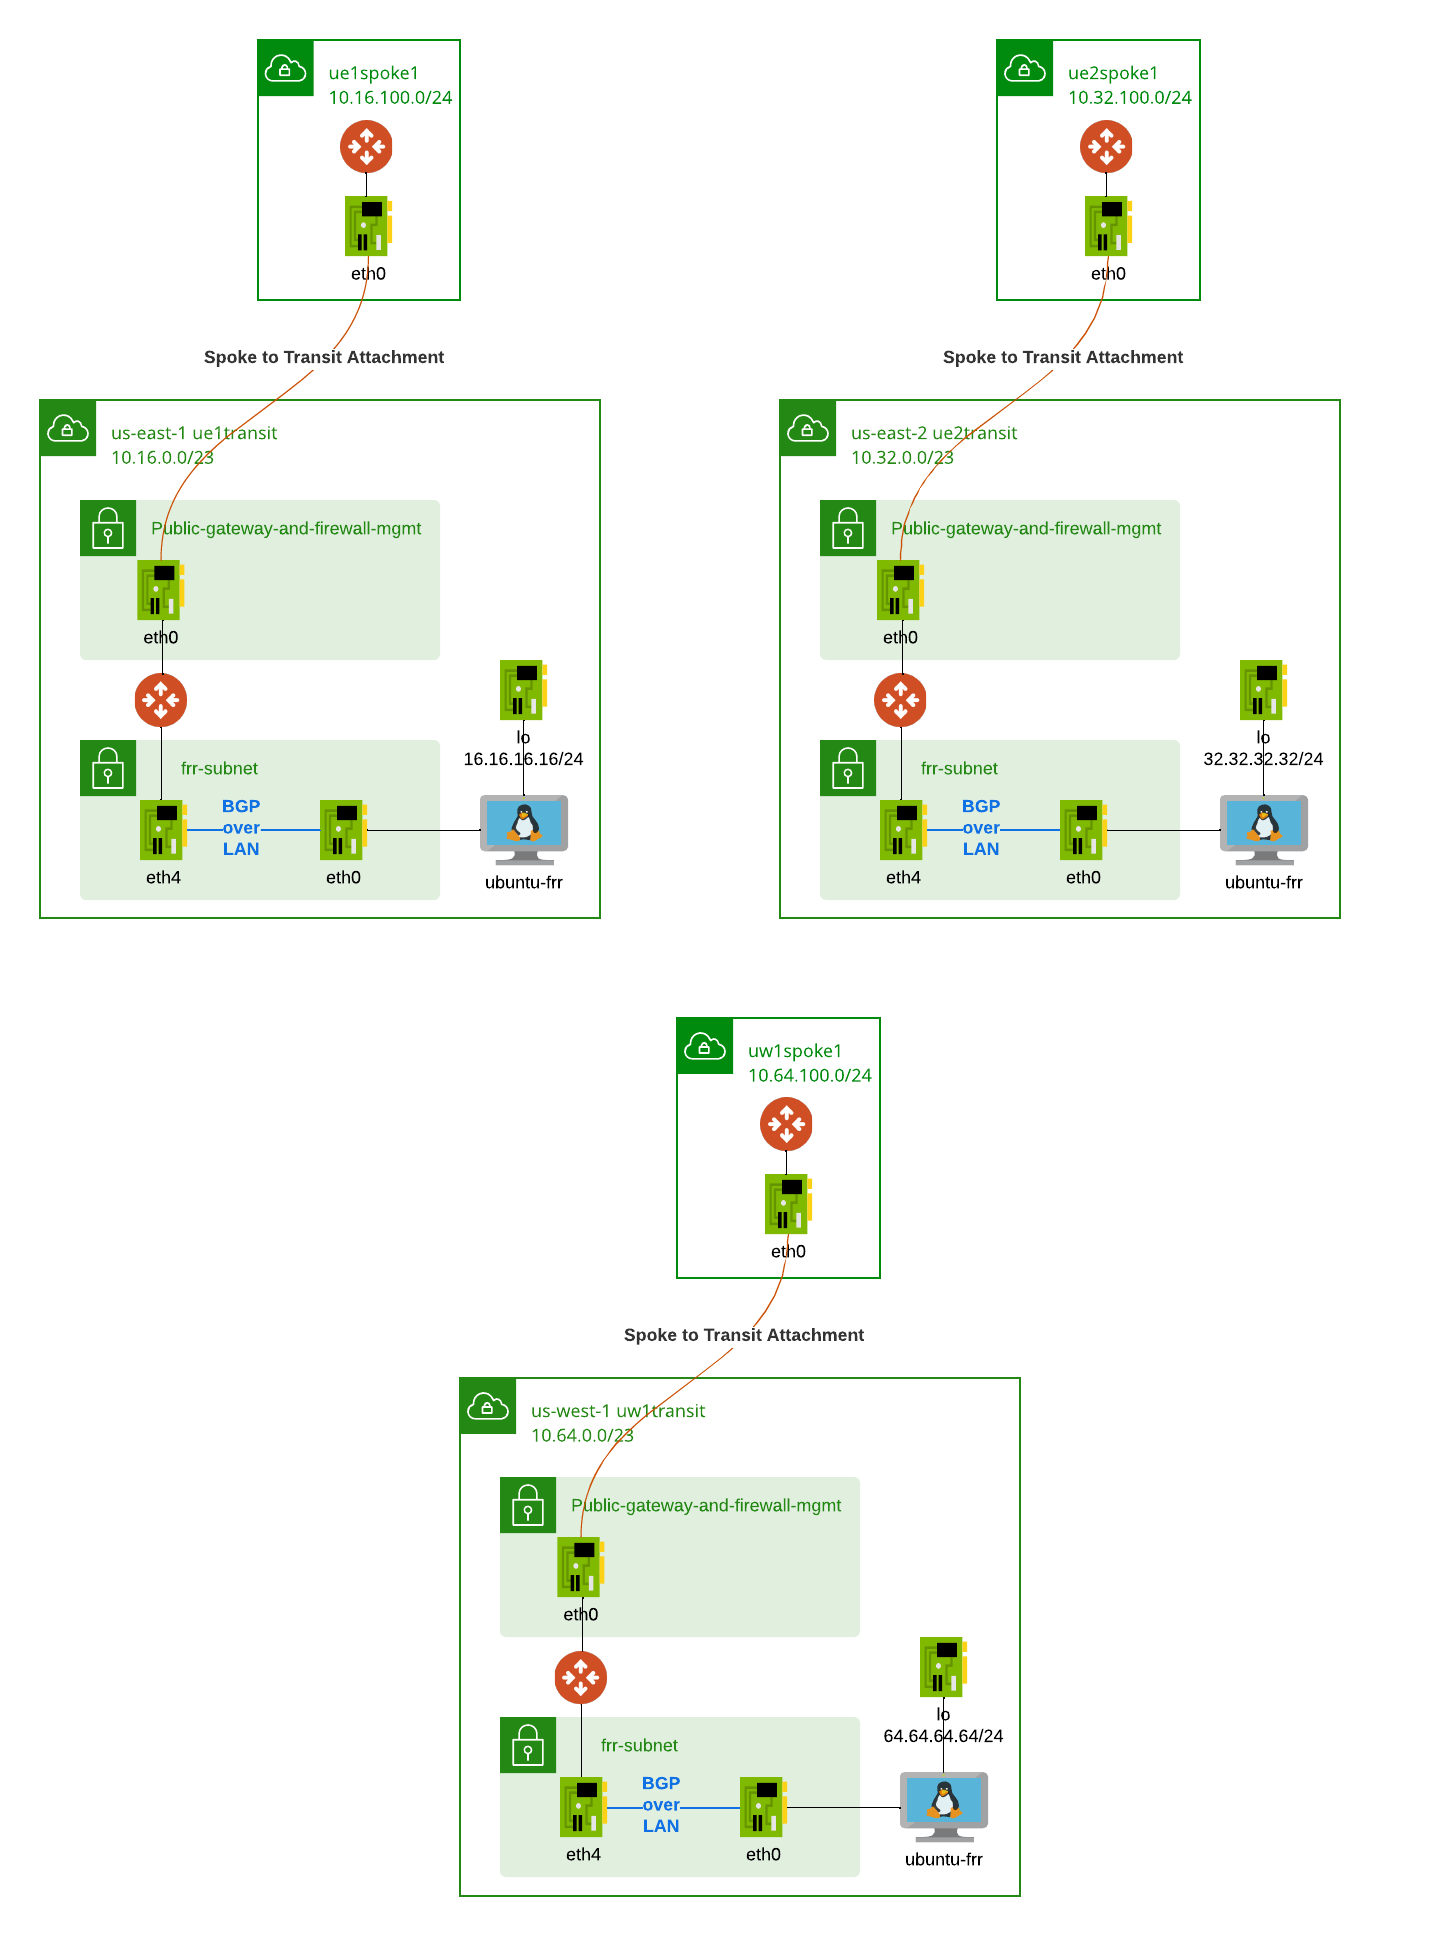 ue1spoke1
10.16.100.0/24
eth0
Spoke to Transit Attachment
us-east-1 ue1transit
10.16.0.0/23
Public-gateway-and-firewall-mgmt
eth0
lo
16.16.16.16/24
frr-subnet
BGP
over
LAN
eth4
eth0
ubuntu-frr
ue2spoke1
10.32.100.0/24
eth0
Spoke to Transit Attachment
us-east-2 ue2transit
10.32.0.0/23
Public-gateway-and-firewall-mgmt
eth0
lo
32.32.32.32/24
frr-subnet
BGP
over
LAN
eth4
eth0
ubuntu-frr
uw1spoke1
10.64.100.0/24
eth0
Spoke to Transit Attachment
us-west-1 uw1transit
10.64.0.0/23
Public-gateway-and-firewall-mgmt
eth0
lo
64.64.64.64/24
frr-subnet
BGP
over
LAN
eth4
eth0
ubuntu-frr